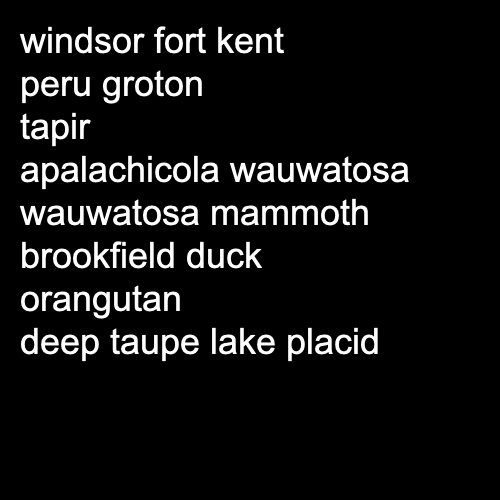 windsor fort kent
peru groton
tapir
apalachicola wauwatosa
wauwatosa mammoth
brookfield duck
orangutan
deep taupe lake placid